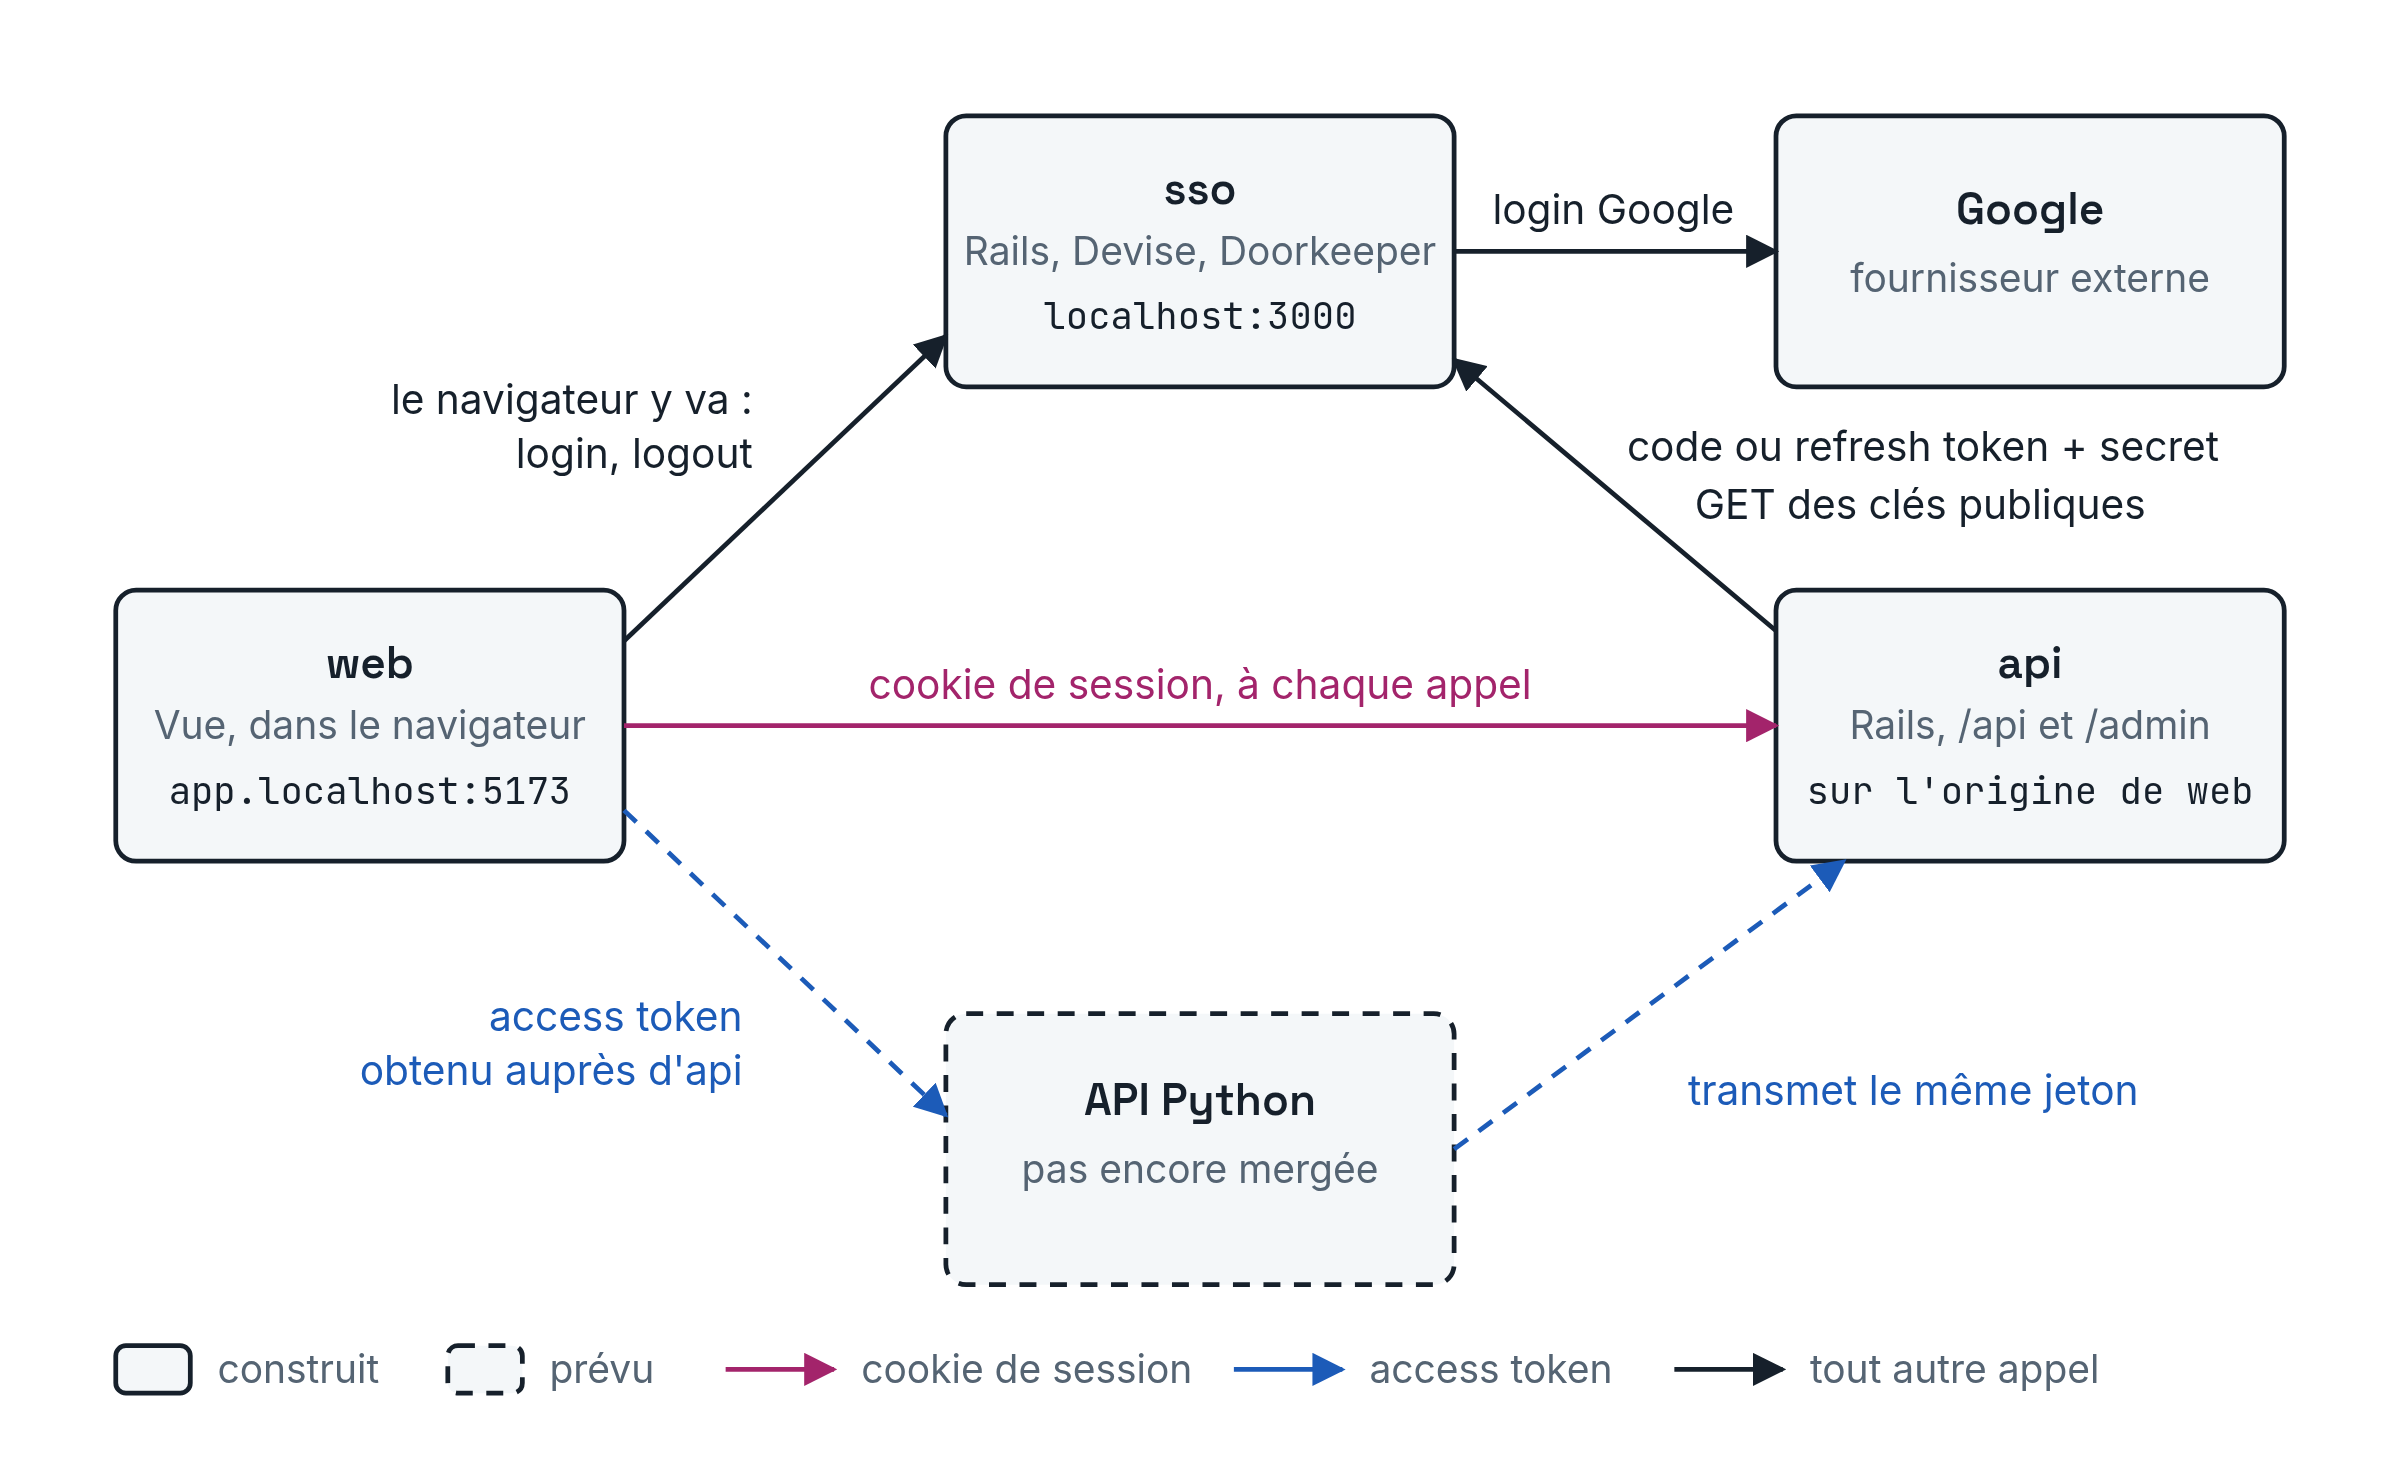 sso
Rails, Devise, Doorkeeper
localhost:3000
login Google
Google
fournisseur externe
le navigateur y va :
login, logout
code ou refresh token + secret
GET des clés publiques
web
Vue, dans le navigateur
app.localhost:5173
cookie de session, à chaque appel
api
Rails, /api et /admin
sur l'origine de web
access token
obtenu auprès d'api
API Python
pas encore mergée
transmet le même jeton
construit
prévu
cookie de session
access token
tout autre appel